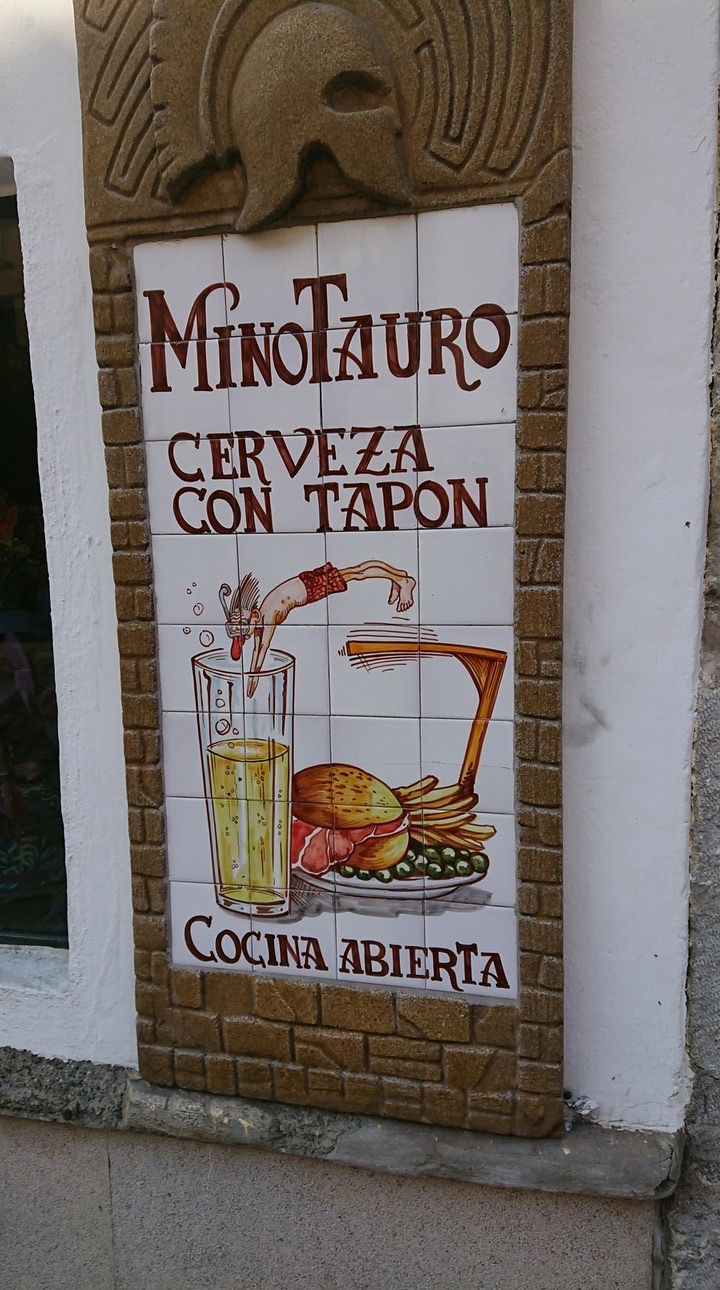 MINOTAURO
CERVEZA
CON TAPON
COCINA ABIERTA